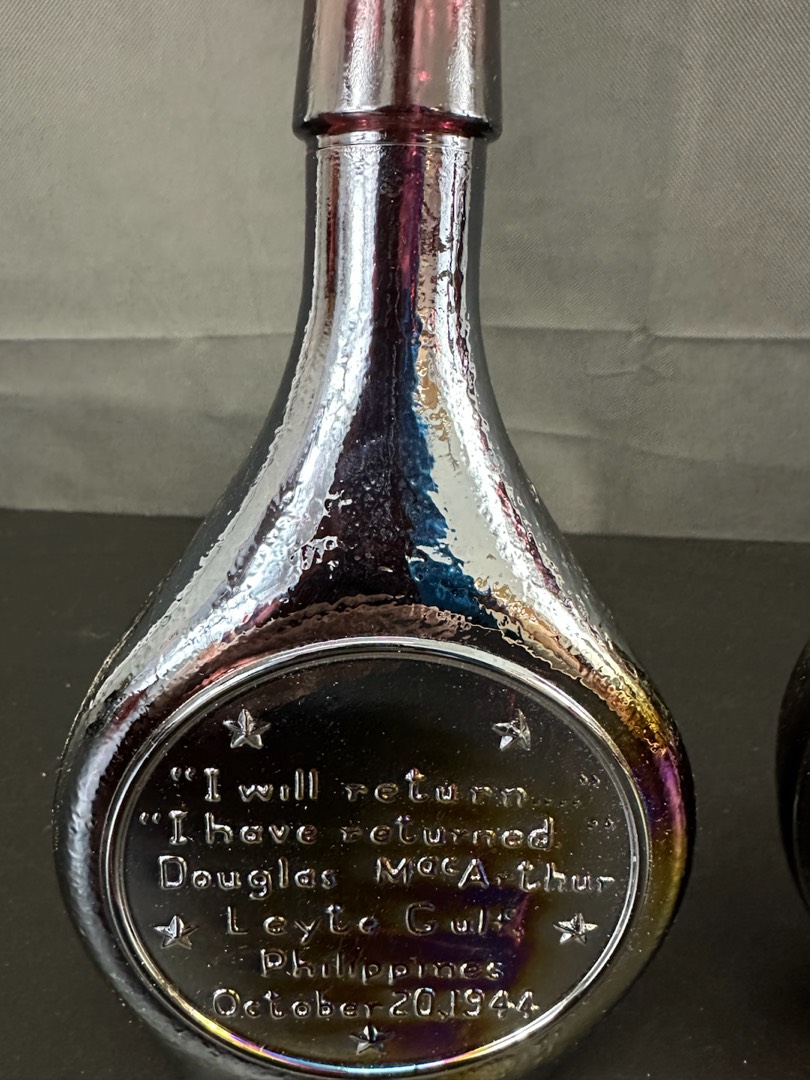 "I will return...."
"I have returned "
Douglas MacArthur
Leyte Gulf
Philippines
October 20,1944